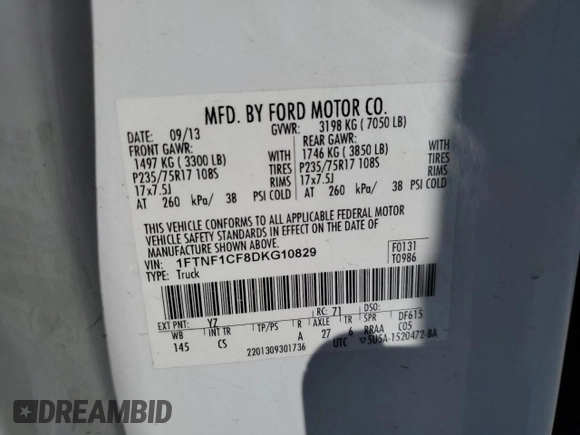 MFD. BY FORD MOTOR CO.
DATE: 09/13 GVWR: 3198 KG ( 7050 LB)
FRONT GAWR: REAR GAWR:
1497 KG ( 3300 LB) WITH 1746 KG ( 3850 LB) WITH
P235/75R17 108S TIRES P235/75R17 108S TIRES
17x7.5J RIMS 17x7.5J RIMS
AT 260 kPa/ 38 PSI COLD AT 260 kPa/ 38 PSI COLD
THIS VEHICLE CONFORMS TO ALL APPLICABLE FEDERAL MOTOR
VEHICLE SAFETY STANDARDS IN EFFECT ON THE DATE OF
MANUFACTURE SHOWN ABOVE.
VIN: 1FTNF1CF8DKG10829 F0131
TYPE: Truck T0986
EXT PNT: YZ RC: 71 DSO:
WB INT TR TP/PS R AXLE TR SPR DF615
145 CS A 27 6 RRAA C05
2201309301736 UTC 5U5A-1520472-BA
DREAMBID